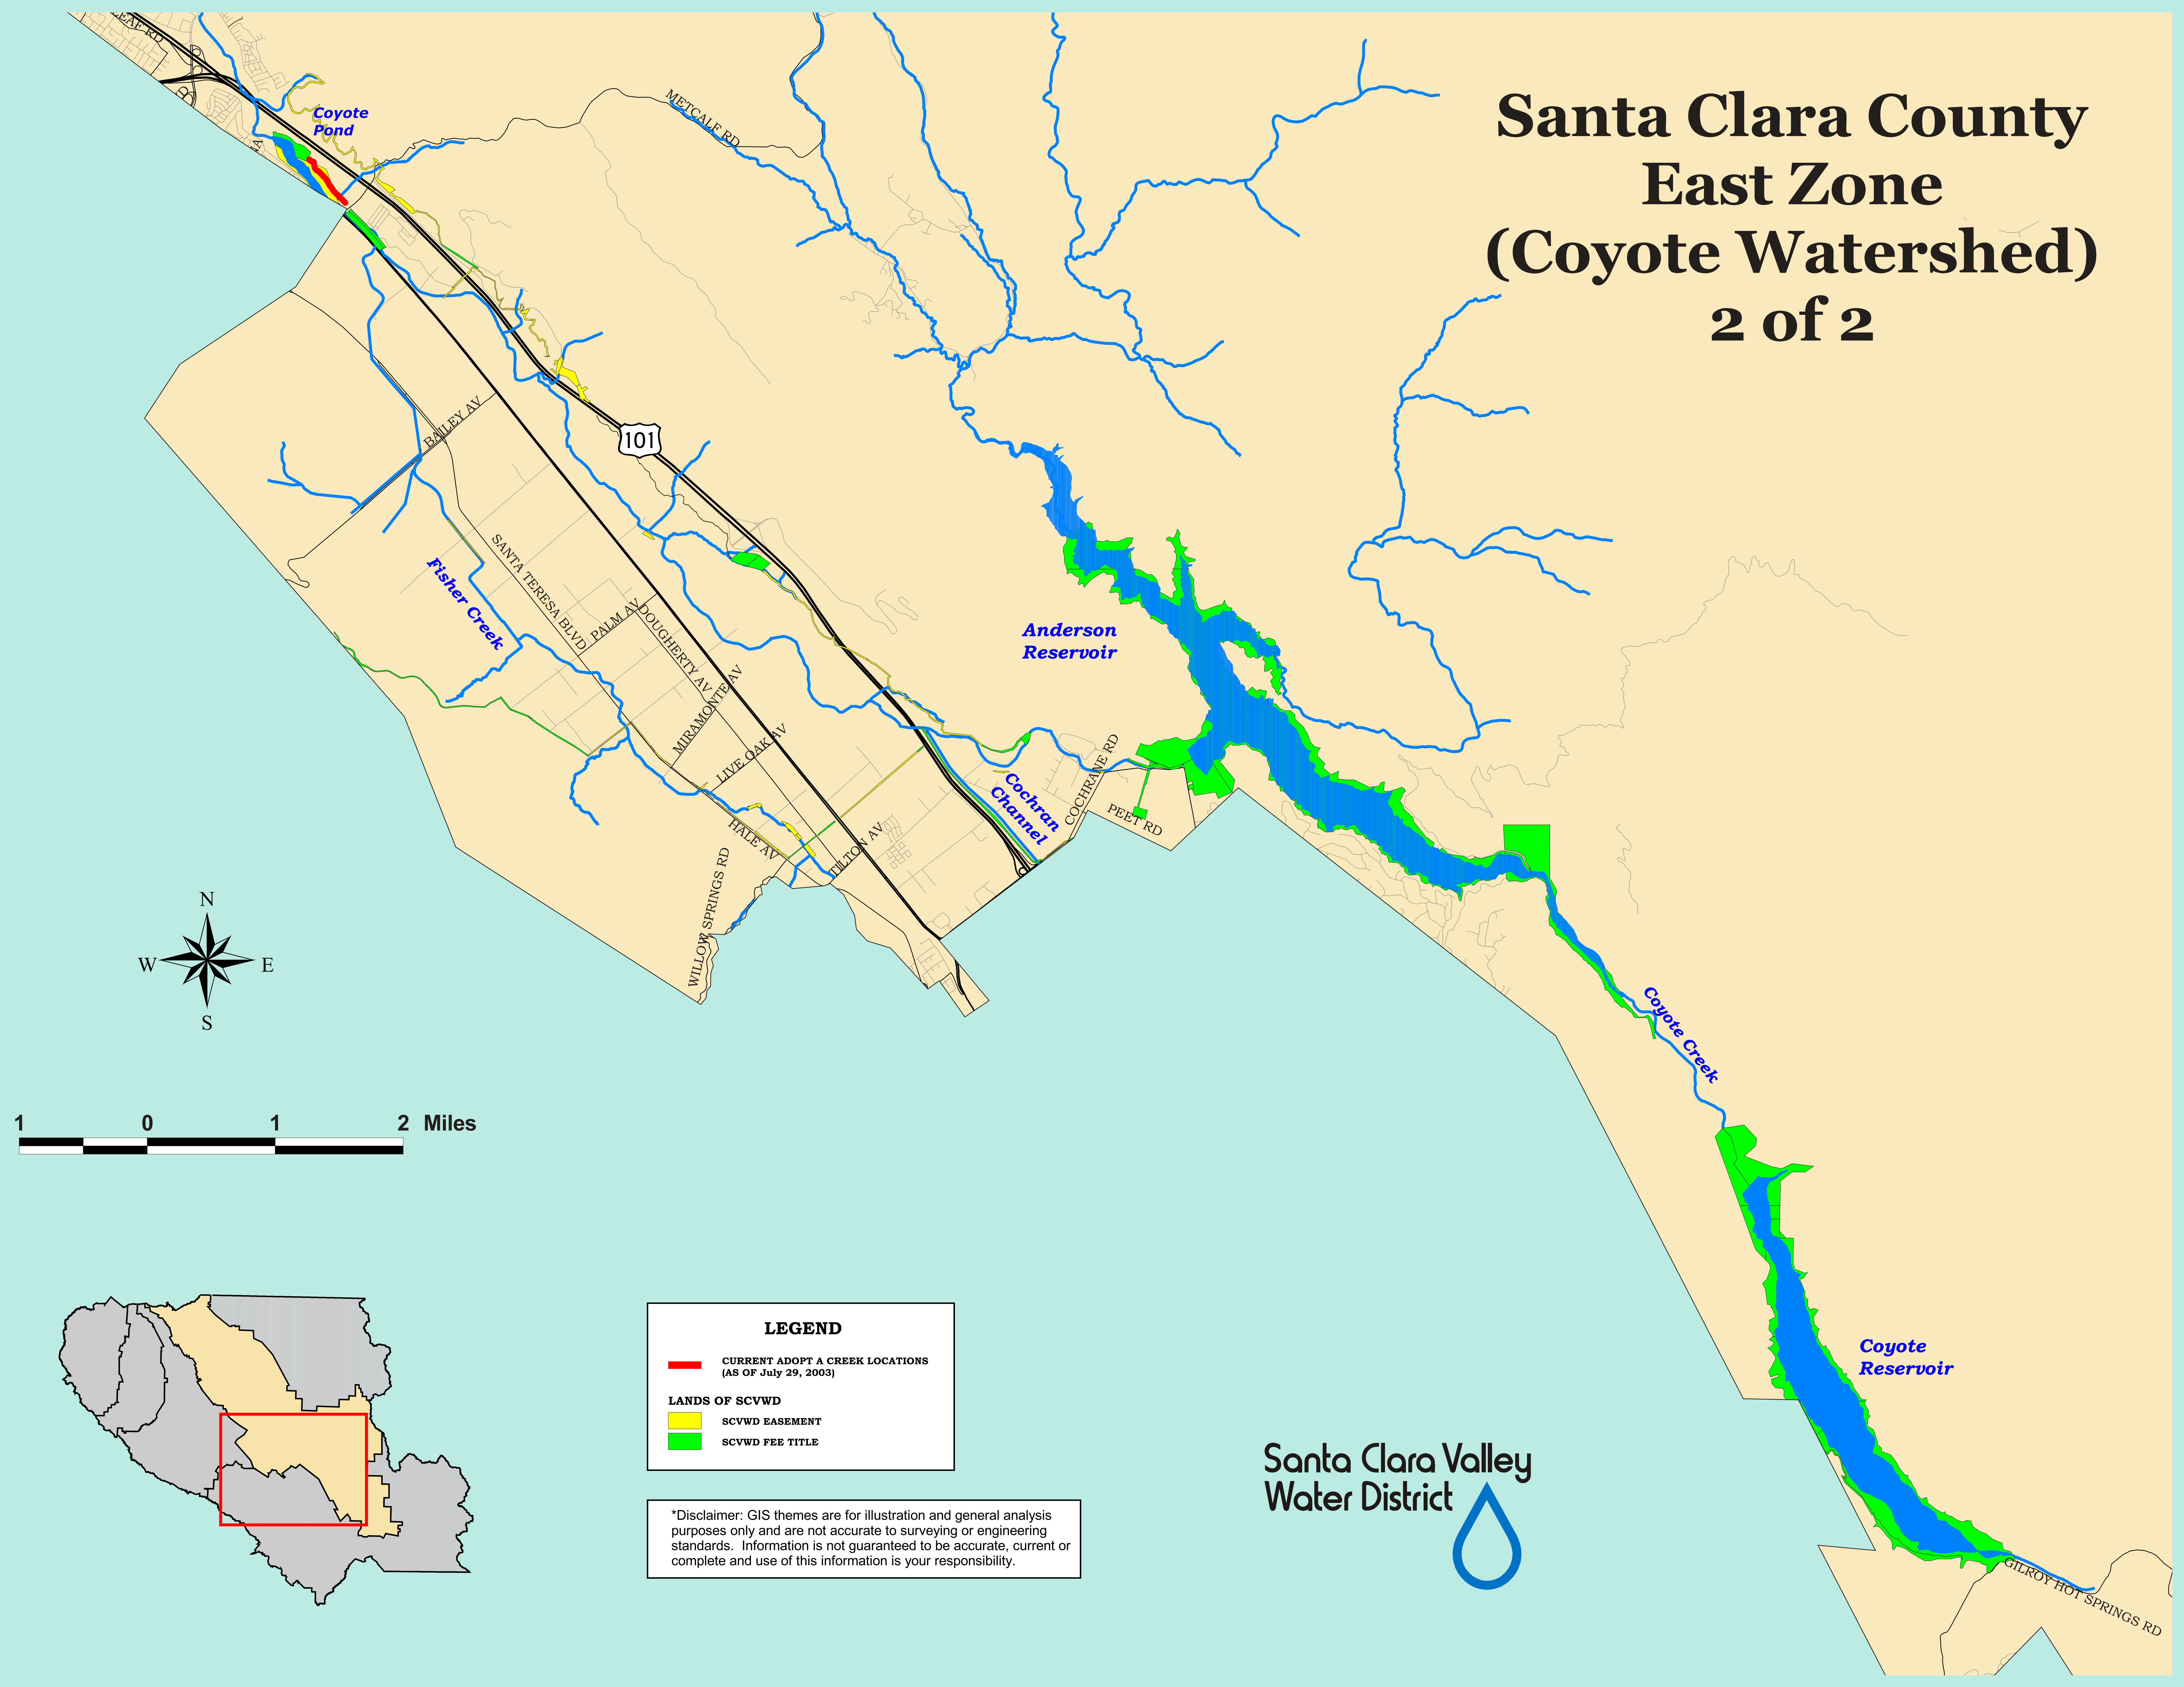 Santa Clara County
East Zone
(Coyote Watershed)
2 of 2
LEAF RD
Coyote
Pond
METCALF RD
BAILEY AV
101
Fisher Creek
SANTA TERESA BLVD
PALM AV
DOUGHERTY AV
MIRAMONTE AV
LIVE OAK AV
HALE AV
TILTON AV
WILLOW SPRINGS RD
Cochran
Channel
COCHRANE RD
PEET RD
Anderson
Reservoir
Coyote Creek
Coyote
Reservoir
GILROY HOT SPRINGS RD
N
W E
S
1 0 1 2 Miles
LEGEND
CURRENT ADOPT A CREEK LOCATIONS
(AS OF July 29, 2003)
LANDS OF SCVWD
SCVWD EASEMENT
SCVWD FEE TITLE
*Disclaimer: GIS themes are for illustration and general analysis
purposes only and are not accurate to surveying or engineering
standards. Information is not guaranteed to be accurate, current or
complete and use of this information is your responsibility.
Santa Clara Valley
Water District